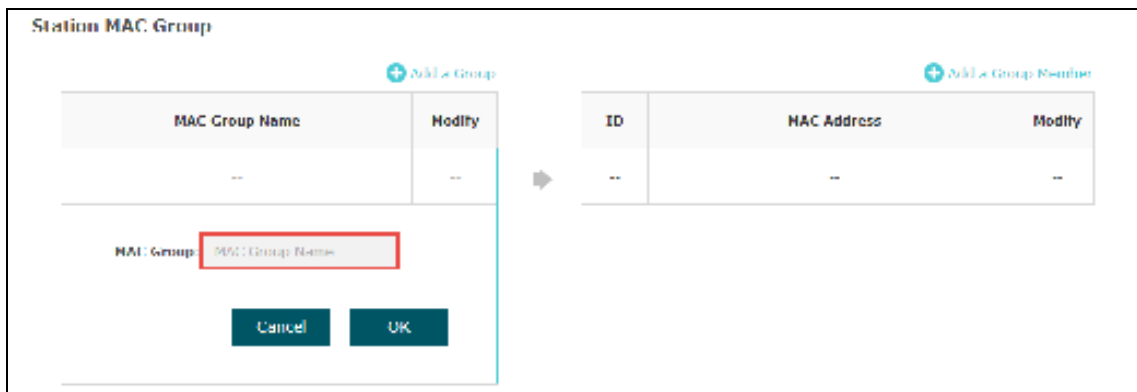 Station MAC Group
Add a Group
Add a Group Member
MAC Group Name Modify
ID MAC Address Modify
-- --
-- -- --
MAC Group: MAC Group Name
Cancel OK